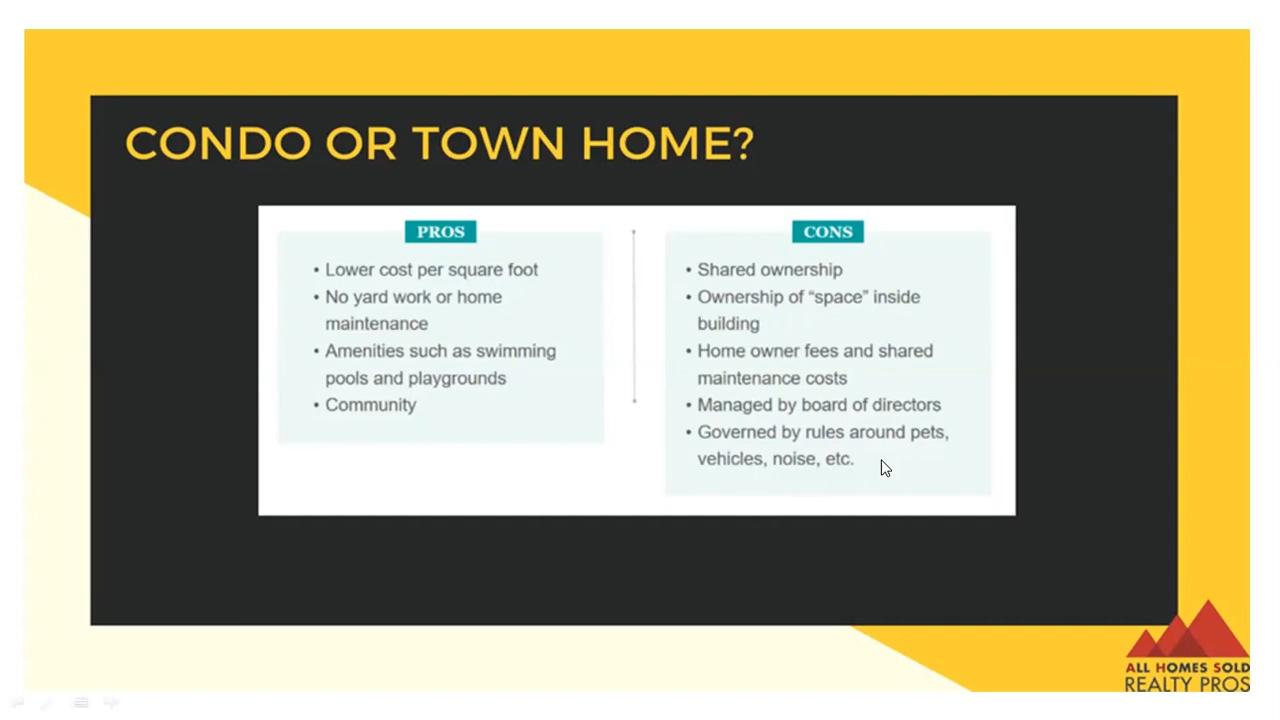 CONDO OR TOWN HOME?
PROS
• Lower cost per square foot
• No yard work or home
maintenance
• Amenities such as swimming
pools and playgrounds
• Community
CONS
• Shared ownership
• Ownership of “space” inside
building
• Home owner fees and shared
maintenance costs
• Managed by board of directors
• Governed by rules around pets,
vehicles, noise, etc.
ALL HOMES SOLD
REALTY PROS